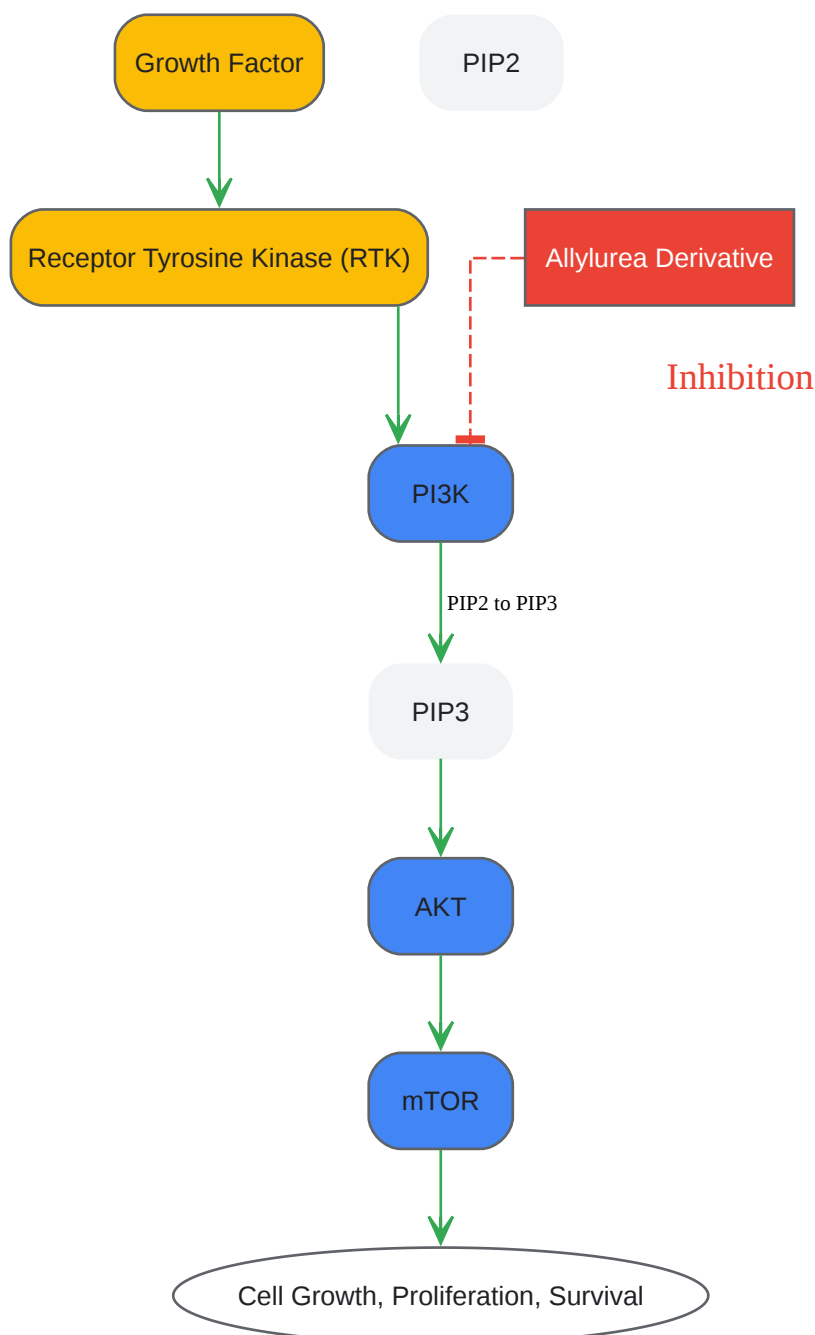 Growth Factor
PIP2
Receptor Tyrosine Kinase (RTK)
Allylurea Derivative
Inhibition
PI3K
PIP2 to PIP3
PIP3
AKT
mTOR
Cell Growth, Proliferation, Survival